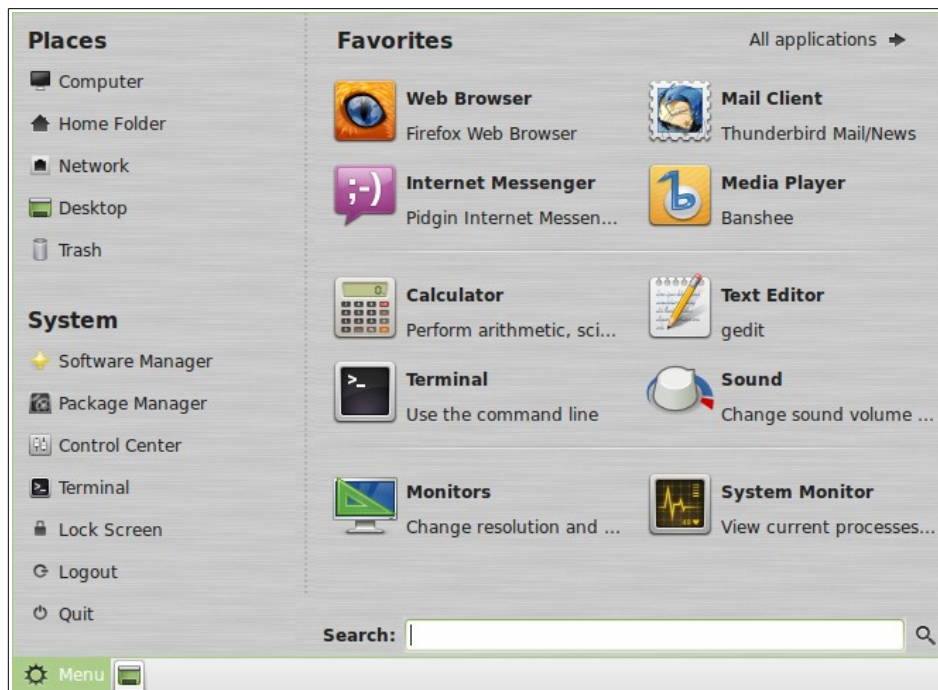 Places
Computer
Home Folder
Network
Desktop
Trash
System
Software Manager
Package Manager
Control Center
Terminal
Lock Screen
Logout
Quit
Favorites
All applications
Web Browser
Firefox Web Browser
Mail Client
Thunderbird Mail/News
Internet Messenger
Pidgin Internet Messen...
Media Player
Banshee
Calculator
Perform arithmetic, sci...
Text Editor
gedit
Terminal
Use the command line
Sound
Change sound volume ...
Monitors
Change resolution and ...
System Monitor
View current processes...
Search:
Menu